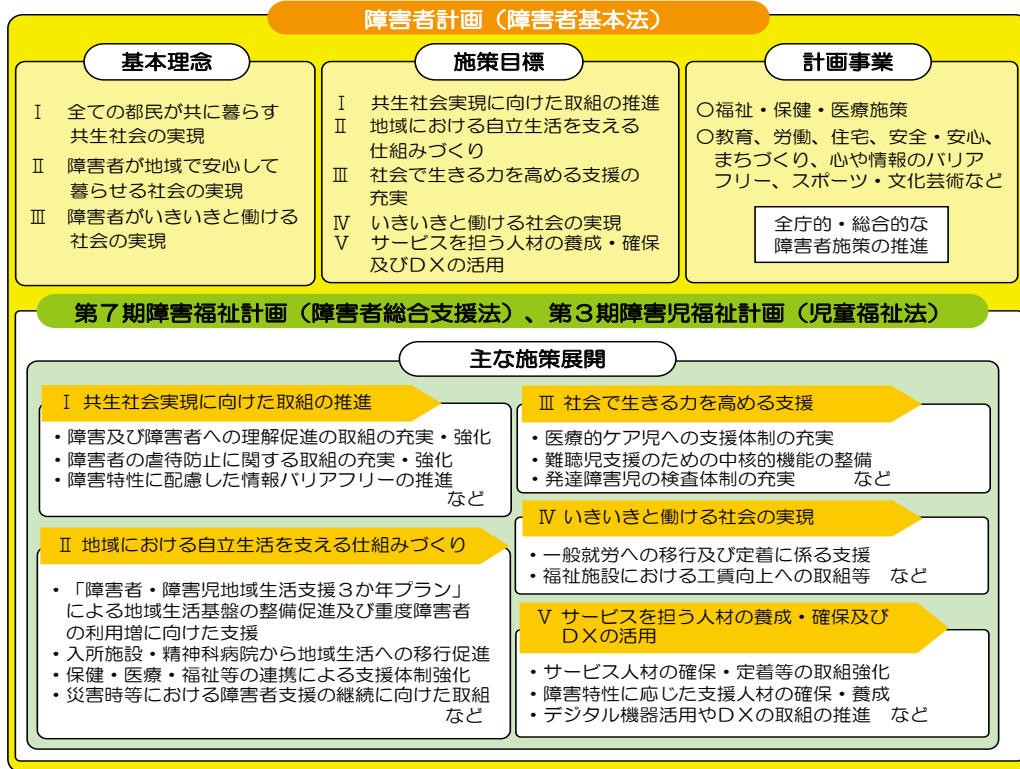 障害者計画（障害者基本法）
基本理念
Ⅰ 全ての都民が共に暮らす
共生社会の実現
Ⅱ 障害者が地域で安心して
暮らせる社会の実現
Ⅲ 障害者がいきいきと働ける
社会の実現
施策目標
Ⅰ 共生社会実現に向けた取組の推進
Ⅱ 地域における自立生活を支える
仕組みづくり
Ⅲ 社会で生きる力を高める支援の
充実
Ⅳ いきいきと働ける社会の実現
Ⅴ サービスを担う人材の養成・確保
及びＤＸの活用
計画事業
○福祉・保健・医療施策
○教育、労働、住宅、安全・安心、
まちづくり、心や情報のバリア
フリー、スポーツ・文化芸術など
全庁的・総合的な
障害者施策の推進
第７期障害福祉計画（障害者総合支援法）、第３期障害児福祉計画（児童福祉法）
主な施策展開
Ⅰ 共生社会実現に向けた取組の推進
・障害及び障害者への理解促進の取組の充実・強化
・障害者の虐待防止に関する取組の充実・強化
・障害特性に配慮した情報バリアフリーの推進
など
Ⅱ 地域における自立生活を支える仕組みづくり
・「障害者・障害児地域生活支援３か年プラン」
による地域生活基盤の整備促進及び重度障害者
の利用増に向けた支援
・入所施設・精神科病院から地域生活への移行促進
・保健・医療・福祉等の連携による支援体制強化
・災害時等における障害者支援の継続に向けた取組
など
Ⅲ 社会で生きる力を高める支援
・医療的ケア児への支援体制の充実
・難聴児支援のための中核的機能の整備
・発達障害児の検査体制の充実 など
Ⅳ いきいきと働ける社会の実現
・一般就労への移行及び定着に係る支援
・福祉施設における工賃向上への取組等 など
Ⅴ サービスを担う人材の養成・確保及び
ＤＸの活用
・サービス人材の確保・定着等の取組強化
・障害特性に応じた支援人材の確保・養成
・デジタル機器活用やＤＸの取組の推進 など